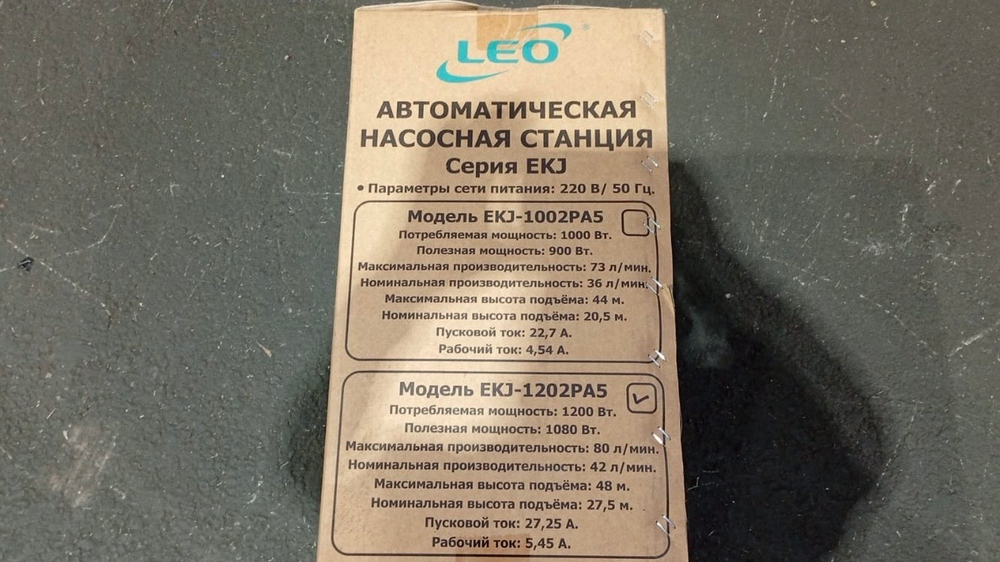 LEO
АВТОМАТИЧЕСКАЯ
НАСОСНАЯ СТАНЦИЯ
Серия EKJ
• Параметры сети питания: 220 В/ 50 Гц.
Модель EKJ-1002PA5
Потребляемая мощность: 1000 Вт.
Полезная мощность: 900 Вт.
Максимальная производительность: 73 л/мин.
Номинальная производительность: 36 л/мин.
Максимальная высота подъёма: 44 м.
Номинальная высота подъёма: 20,5 м.
Пусковой ток: 22,7 А.
Рабочий ток: 4,54 А.
Модель EKJ-1202PA5
Потребляемая мощность: 1200 Вт.
Полезная мощность: 1080 Вт.
Максимальная производительность: 80 л/мин.
Номинальная производительность: 42 л/мин.
Максимальная высота подъёма: 48 м.
Номинальная высота подъёма: 27,5 м.
Пусковой ток: 27,25 А.
Рабочий ток: 5,45 А.